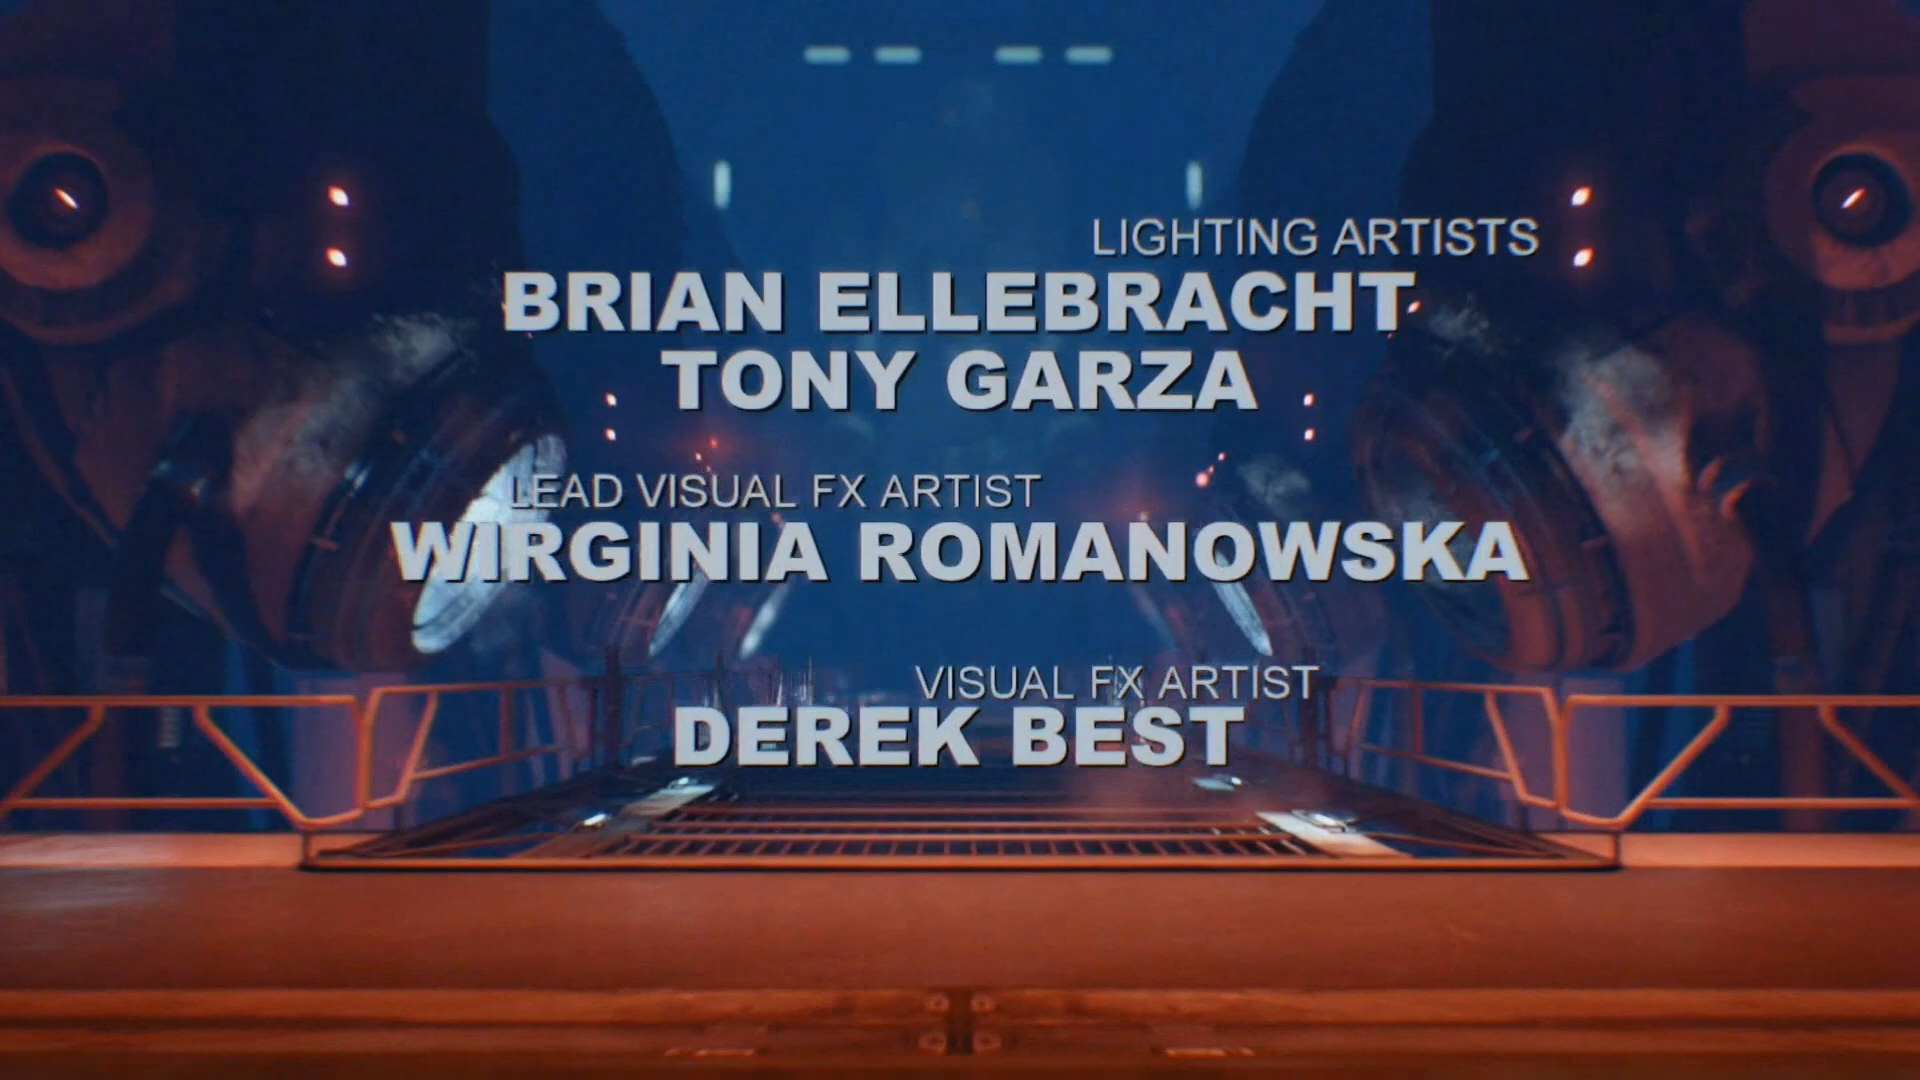 LIGHTING ARTISTS
BRIAN ELLEBRACHT
TONY GARZA
LEAD VISUAL FX ARTIST
WIRGINIA ROMANOWSKA
VISUAL FX ARTIST
DEREK BEST